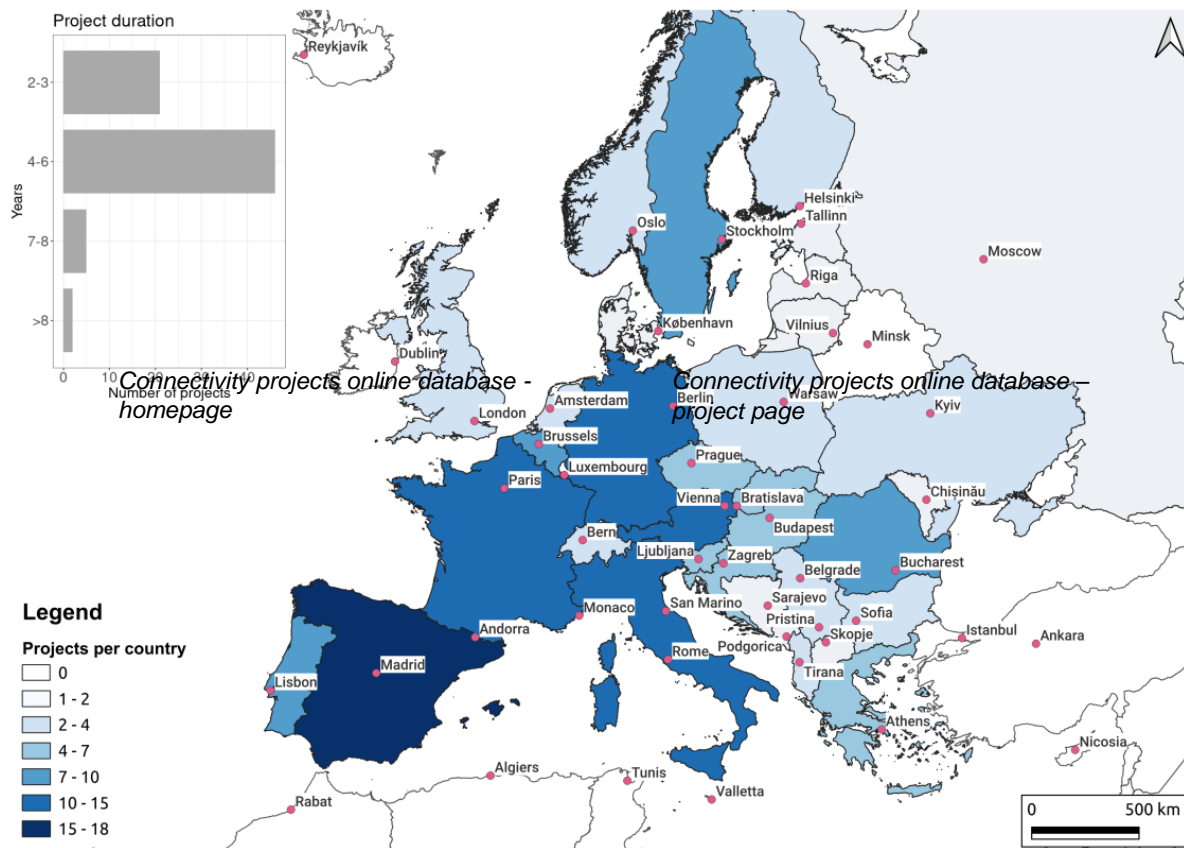 Project duration
2-3
4-6
7-8
>8
Years
0
Number of projects
Connectivity projects online database -
homepage
Connectivity projects online database –
project page
Reykjavík
Helsinki
Tallinn
Oslo
Stockholm
Moscow
Riga
København
Vilnius
Minsk
Dublin
Amsterdam
Berlin
Warsaw
London
Kyiv
Brussels
Prague
Luxembourg
Paris
Chișinău
Vienna
Bratislava
Budapest
Bern
Ljubljana
Zagreb
Belgrade
Bucharest
Sarajevo
Monaco
San Marino
Sofia
Pristina
Andorra
Istanbul
Skopje
Ankara
Podgorica
Rome
Madrid
Tirana
Lisbon
Athens
Nicosia
Algiers
Tunis
Valletta
Rabat
Legend
Projects per country
0
1 - 2
2 - 4
4 - 7
7 - 10
10 - 15
15 - 18
0 500 km